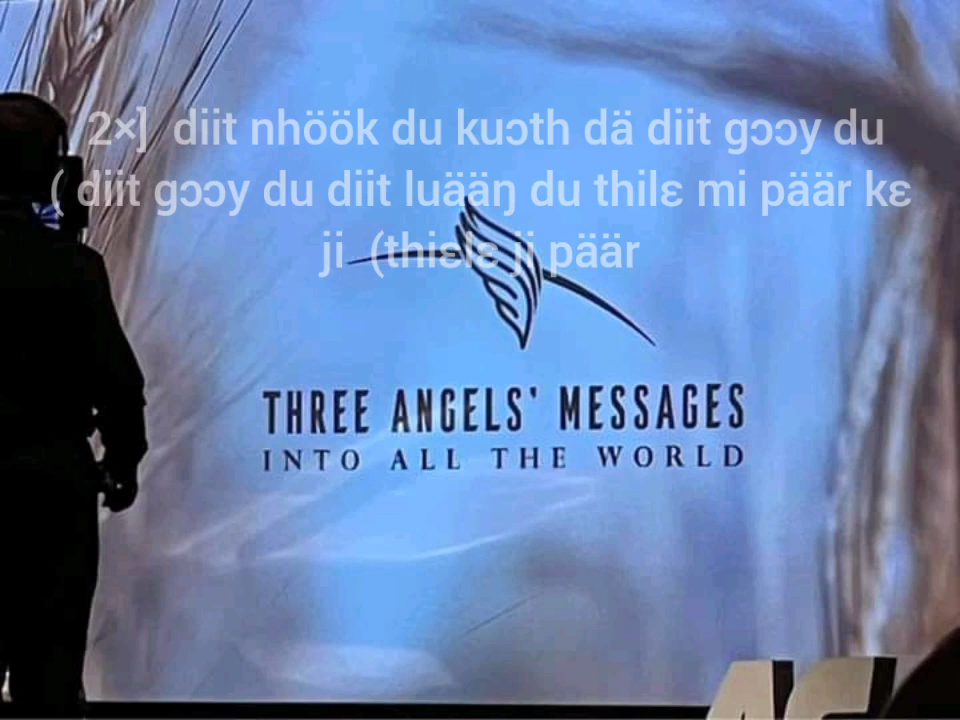 2×]  diit nhöök du kuɔth dä diit gɔɔy du
( diit gɔɔy du diit luääŋ du thilɛ mi päär kɛ
ji  (thiɛlɛ ji päär
THREE ANGELS' MESSAGES
INTO ALL THE WORLD